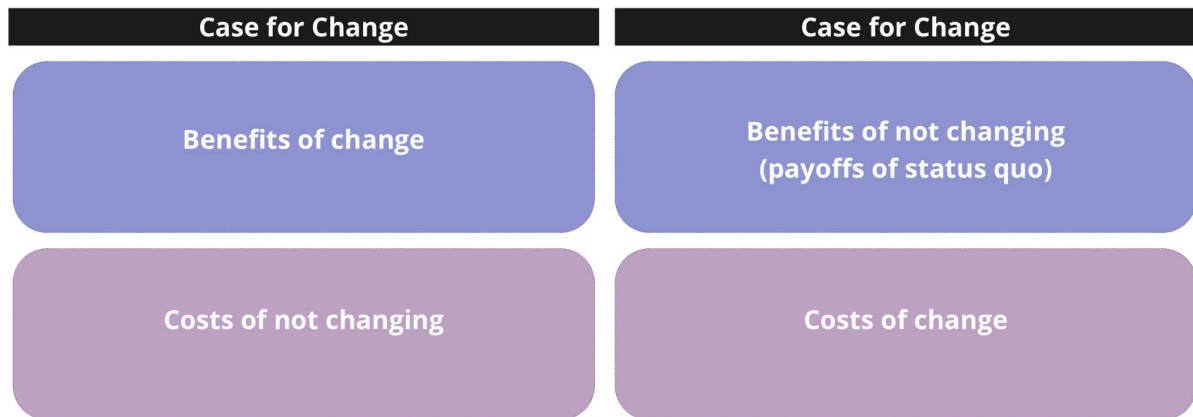 Case for Change
Case for Change
Benefits of change
Benefits of not changing
(payoffs of status quo)
Costs of not changing
Costs of change